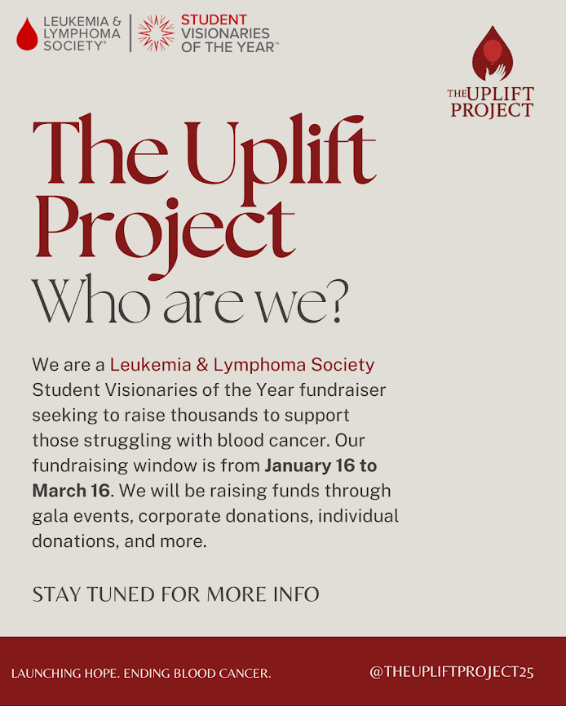 LEUKEMIA &
LYMPHOMA
SOCIETY®
STUDENT
VISIONARIES
OF THE YEAR™
THE UPLIFT
PROJECT
The Uplift
Project
Who are we?
We are a Leukemia & Lymphoma Society
Student Visionaries of the Year fundraiser
seeking to raise thousands to support
those struggling with blood cancer. Our
fundraising window is from January 16 to
March 16. We will be raising funds through
gala events, corporate donations, individual
donations, and more.
STAY TUNED FOR MORE INFO
LAUNCHING HOPE. ENDING BLOOD CANCER.
@THEUPLIFTPROJECT25